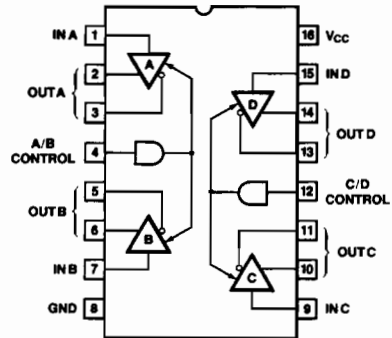 IN A 1
2
OUT A
3
A/B
CONTROL 4
5
OUT B
6
IN B 7
GND 8
A
B
D
C
16 VCC
15 IN D
14
OUT D
13
12 C/D
CONTROL
11
OUT C
10
9 IN C